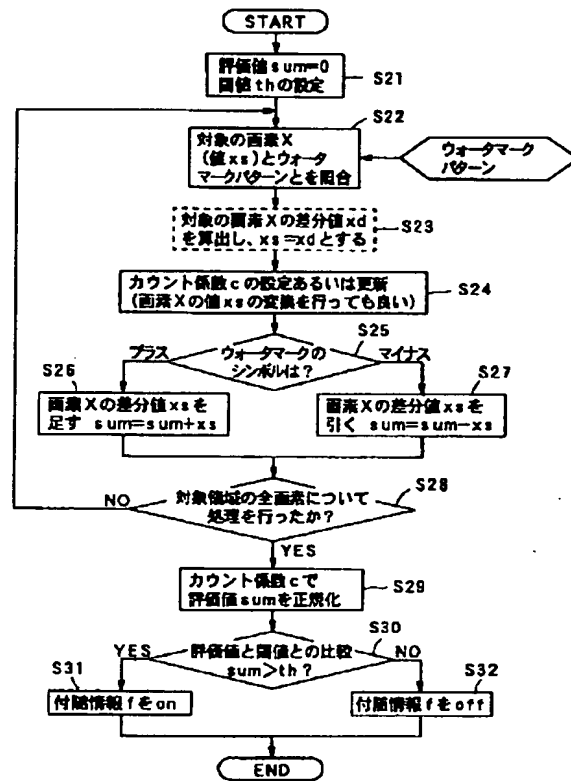 START
評価値sum=0
閾値thの設定
S21
S22
対象の画素X
(値xs)とウォータ
マークパターンとを照合
ウォータマーク
パターン
対象の画素Xの差分値xd
を算出し、xs=xdとする
S23
カウント係数cの設定あるいは更新
(画素Xの値xsの変換を行っても良い)
S24
S25
プラス
ウォータマークの
シンボルは?
マイナス
S26
画素Xの差分値xsを
足す sum=sum+xs
S27
画素Xの差分値xsを
引く sum=sum−xs
S28
NO
対象領域の全画素について
処理を行ったか?
YES
カウント係数cで
評価値sumを正規化
S29
S30
YES
評価値と閾値との比較
sum>th?
NO
S31
付随情報fをon
S32
付随情報fをoff
END